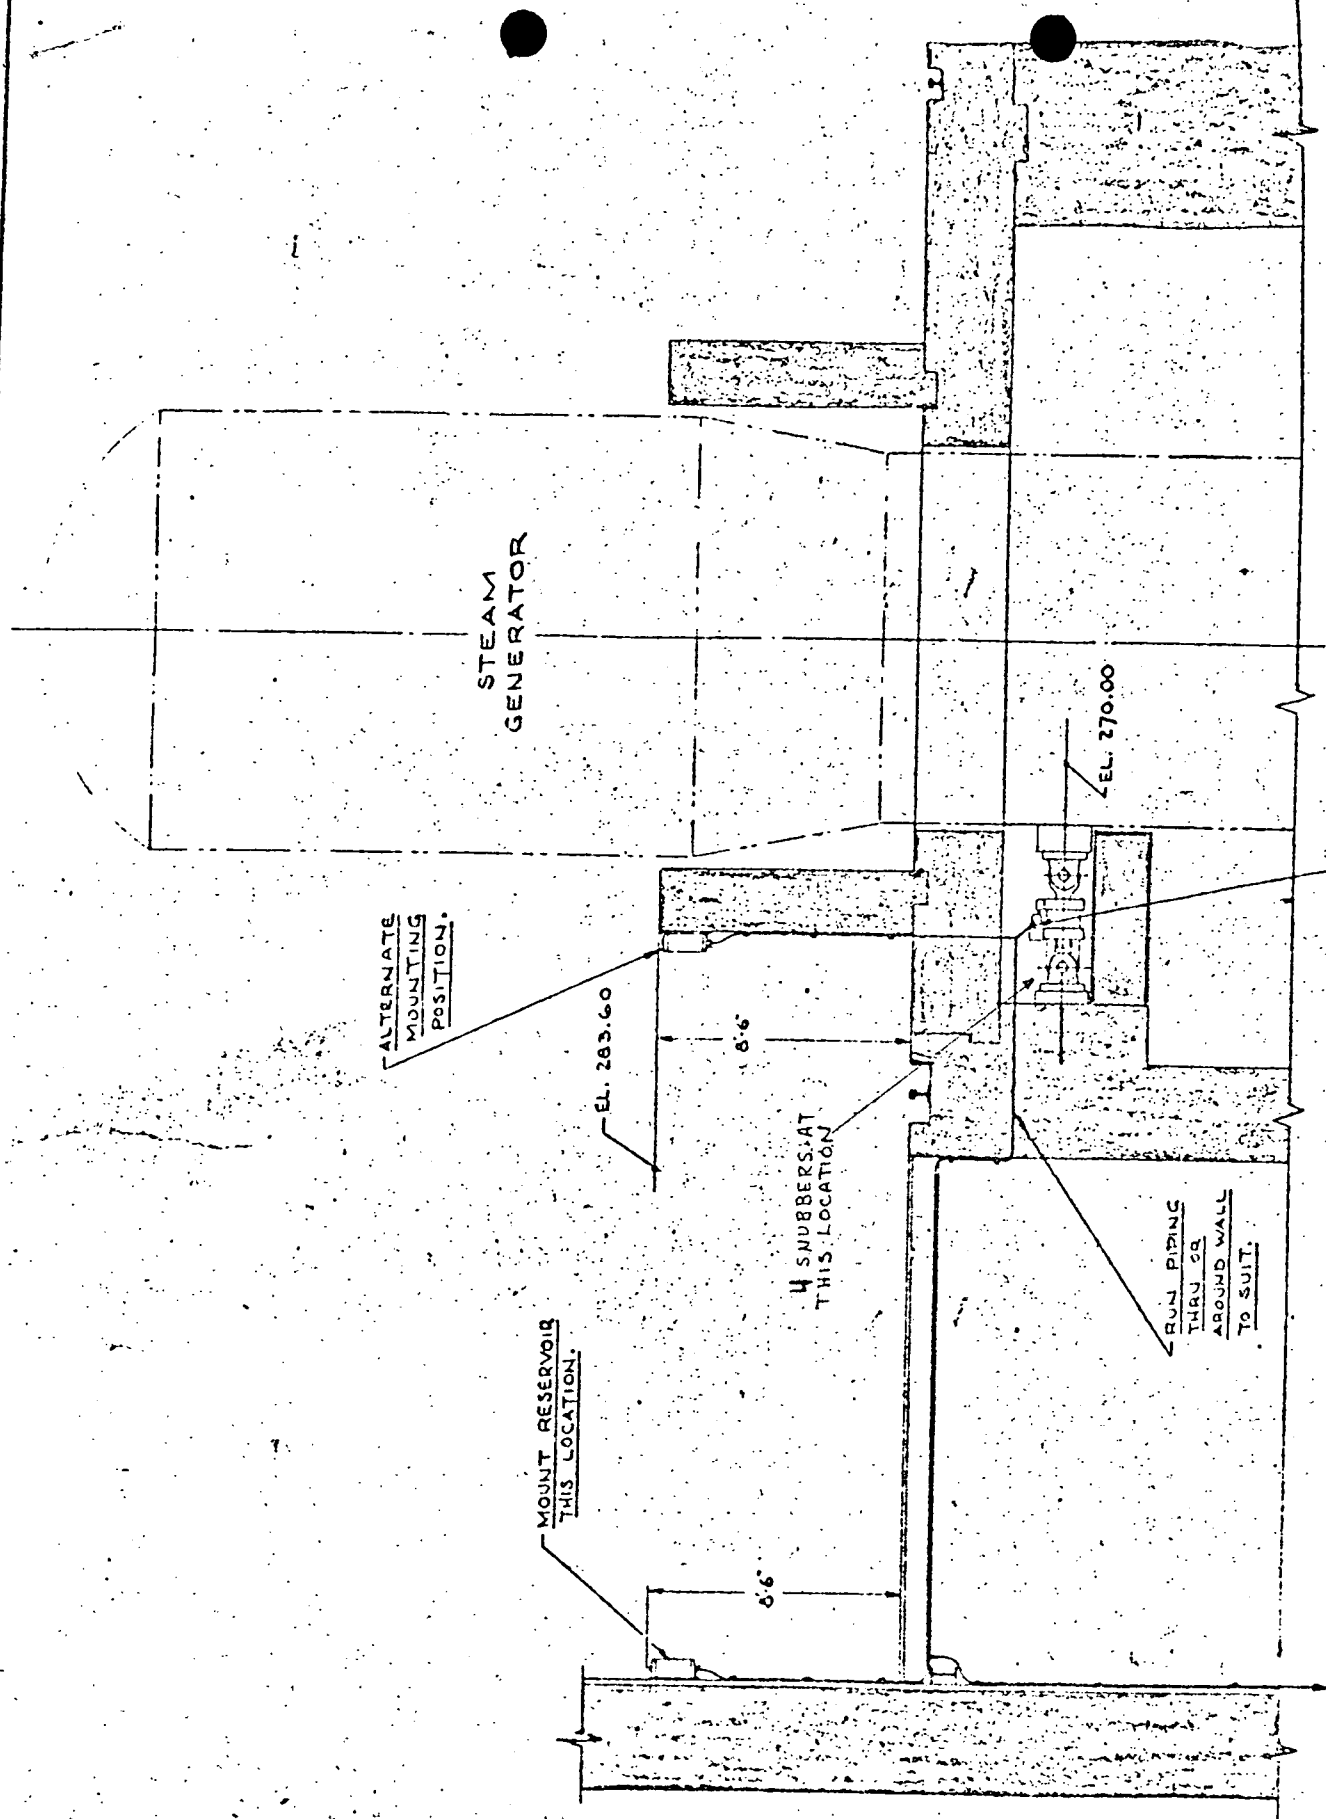 STEAM
GENERATOR
EL. 270.00
ALTERNATE
MOUNTING
POSITION.
EL. 283.60
8'-6"
4 SNUBBERS AT
THIS LOCATION
RUN PIPING
THRU OR
AROUND WALL
TO SUIT.
MOUNT RESERVOIR
THIS LOCATION.
8'-6"